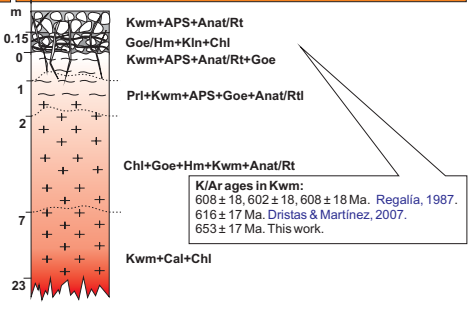 m
Kwm+APS+Anat/Rt
0.15
Goe/Hm+Kln+Chl
0
Kwm+APS+Anat/Rt+Goe
1
Prl+Kwm+APS+Goe+Anat/Rtl
2
Chl+Goe+Hm+Kwm+Anat/Rt
K/Ar ages in Kwm:
608 ± 18, 602 ± 18, 608 ± 18 Ma. Regalía, 1987.
616 ± 17 Ma. Dristas & Martínez, 2007.
653 ± 17 Ma. This work.
7
Kwm+Cal+Chl
23